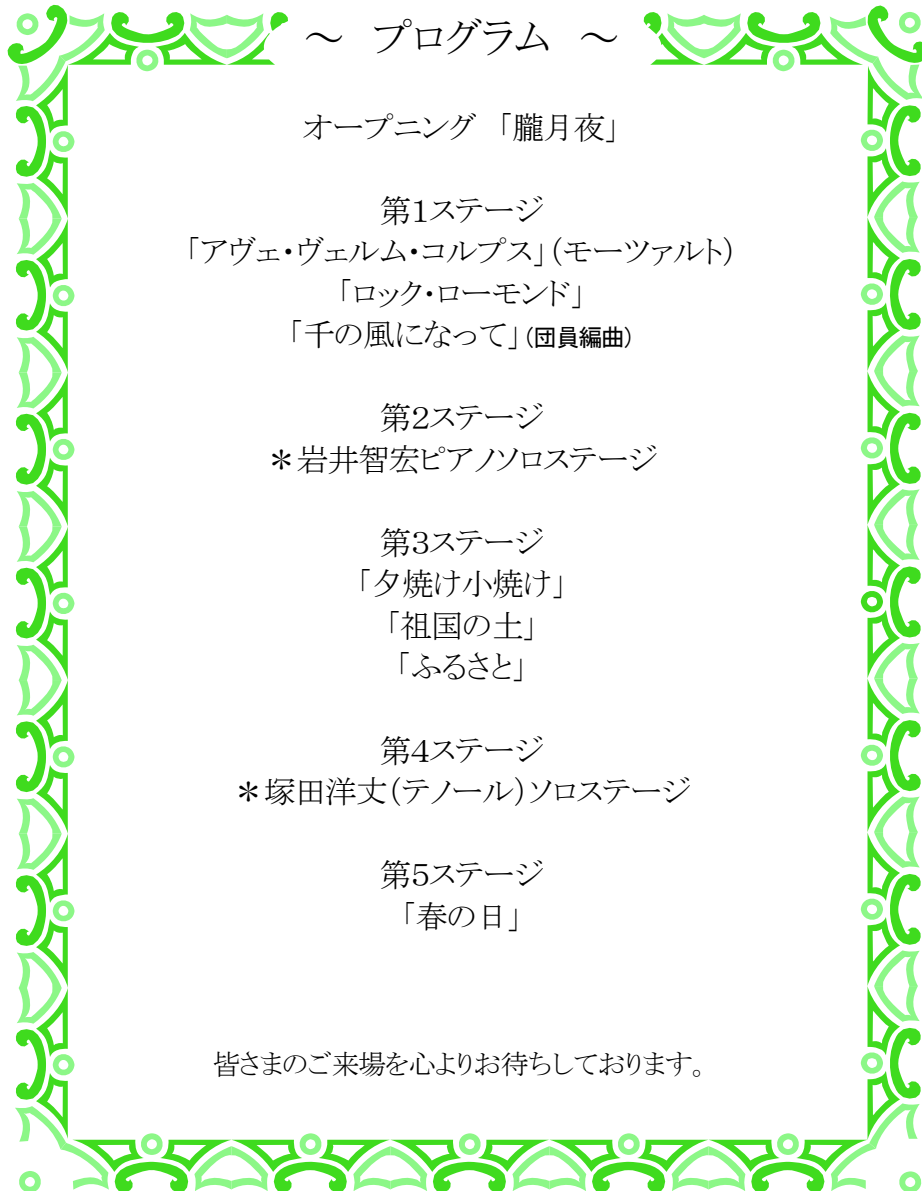 ～ プログラム ～
オープニング 「朧月夜」
第１ステージ
「アヴェ・ヴェルム・コルプス」（モーツァルト）
「ロック・ローモンド」
「千の風になって」（団員編曲）
第２ステージ
＊岩井智宏ピアノソロステージ
第３ステージ
「夕焼け小焼け」
「祖国の土」
「ふるさと」
第４ステージ
＊塚田洋丈（テノール）ソロステージ
第５ステージ
「春の日」
皆さまのご来場を心よりお待ちしております。